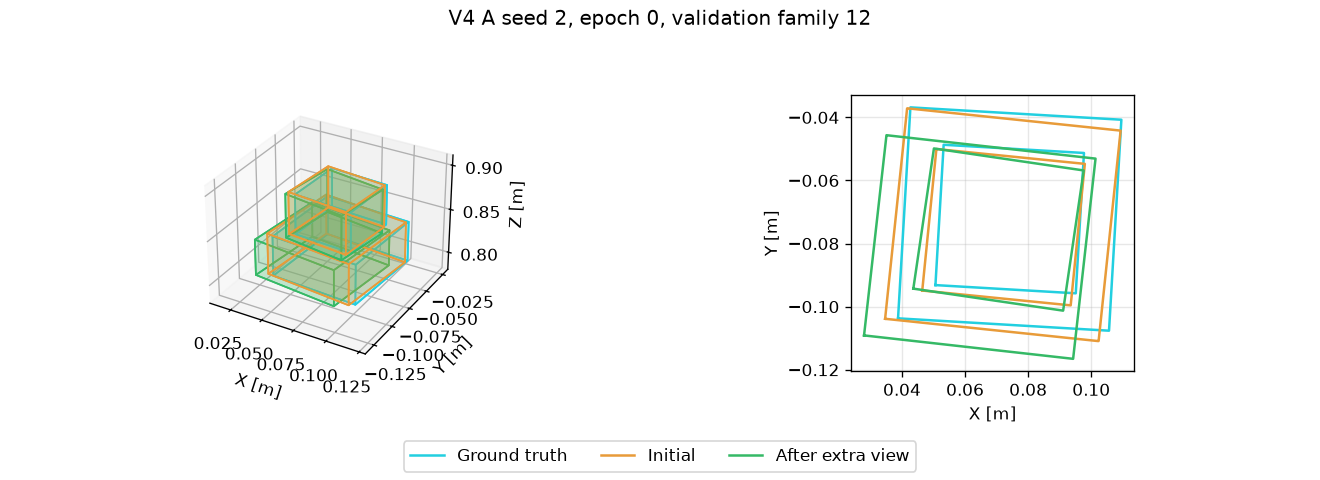 V4 A seed 2, epoch 0, validation family 12
0.90
0.85
0.80
Z [m]
−0.025
−0.050
−0.075
−0.100
−0.125
Y [m]
0.025
0.050
0.075
0.100
0.125
X [m]
−0.04
−0.06
−0.08
−0.10
−0.12
Y [m]
0.04 0.06 0.08 0.10
X [m]
Ground truth Initial After extra view